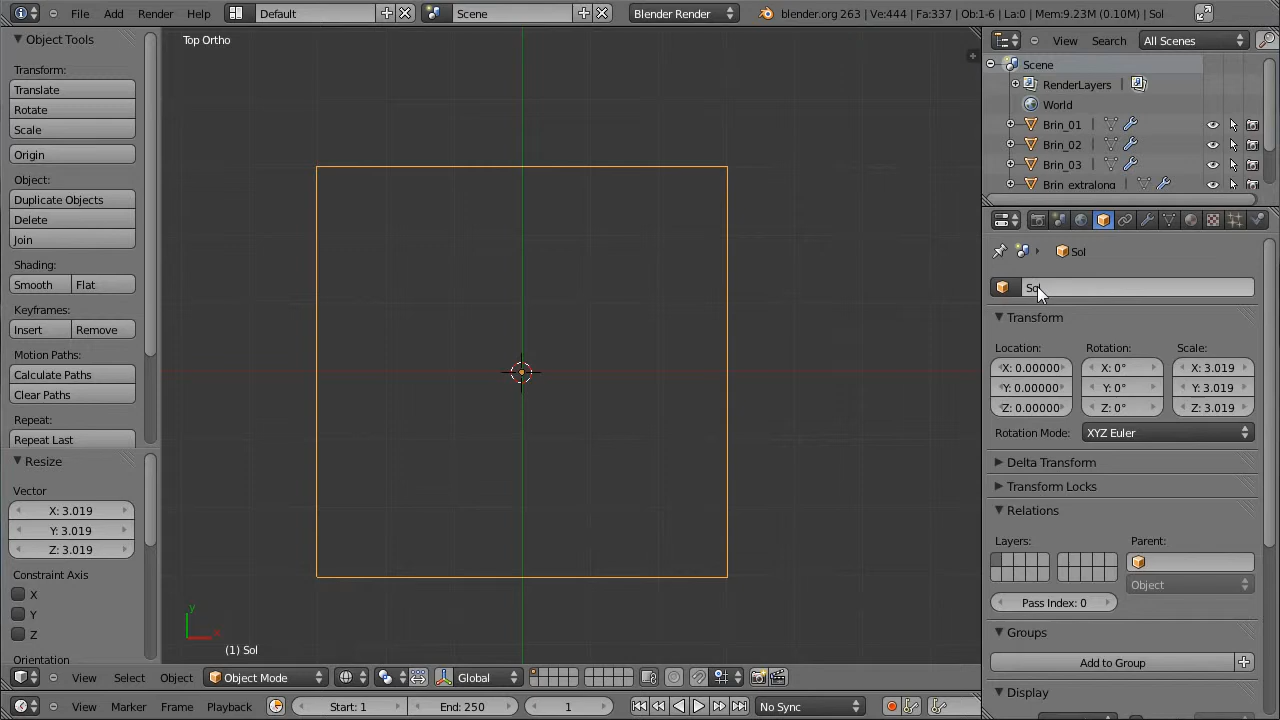 File Add Render Help Default Scene Blender Render blender.org 263 | Ve:444 | Fa:337 | Ob:1-6 | La:0 | Mem:9.23M (0.10M) | Sol
Object Tools
Transform:
Translate
Rotate
Scale
Origin
Object:
Duplicate Objects
Delete
Join
Shading:
Smooth Flat
Keyframes:
Insert Remove
Motion Paths:
Calculate Paths
Clear Paths
Repeat:
Repeat Last
Resize
Vector
X: 3.019
Y: 3.019
Z: 3.019
Constraint Axis
X
Y
Z
Orientation
Top Ortho
y
x
(1) Sol
View Select Object Object Mode Global
View Marker Frame Playback Start: 1 End: 250 1 No Sync
View Search All Scenes
Scene
RenderLayers |
World
Brin_01 |
Brin_02 |
Brin_03 |
Brin_extralong |
Sol
Sol
Transform
Location: Rotation: Scale:
X: 0.00000 X: 0° X: 3.019
Y: 0.00000 Y: 0° Y: 3.019
Z: 0.00000 Z: 0° Z: 3.019
Rotation Mode: XYZ Euler
Delta Transform
Transform Locks
Relations
Layers: Parent:
Object
Pass Index: 0
Groups
Add to Group
Display